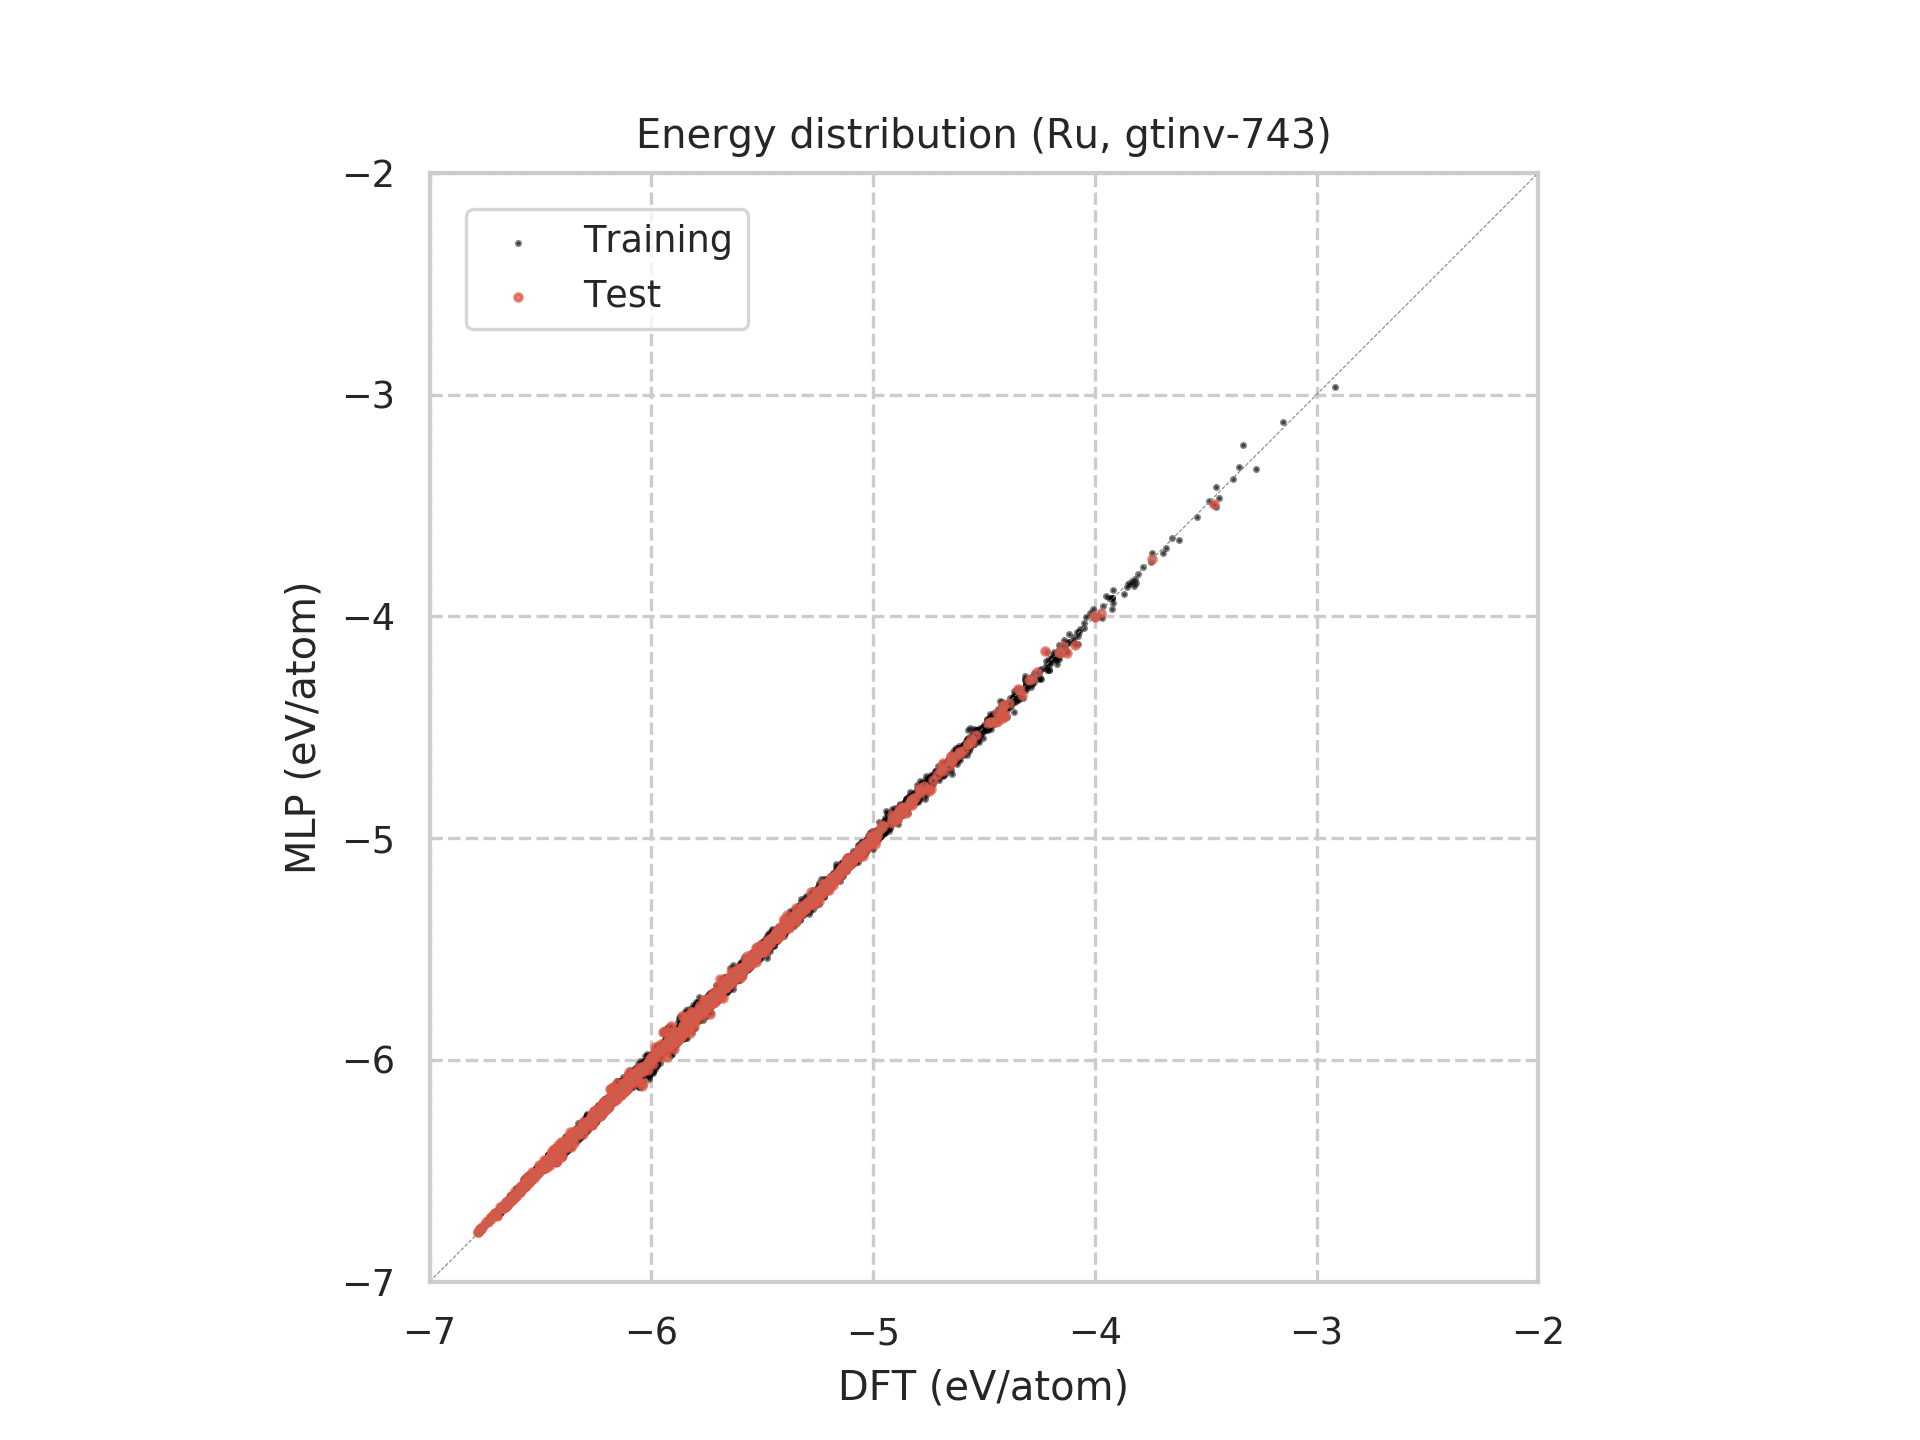 Energy distribution (Ru, gtinv-743)
−2
−3
−4
−5
−6
−7
MLP (eV/atom)
Training
Test
−7 −6 −5 −4 −3 −2
DFT (eV/atom)